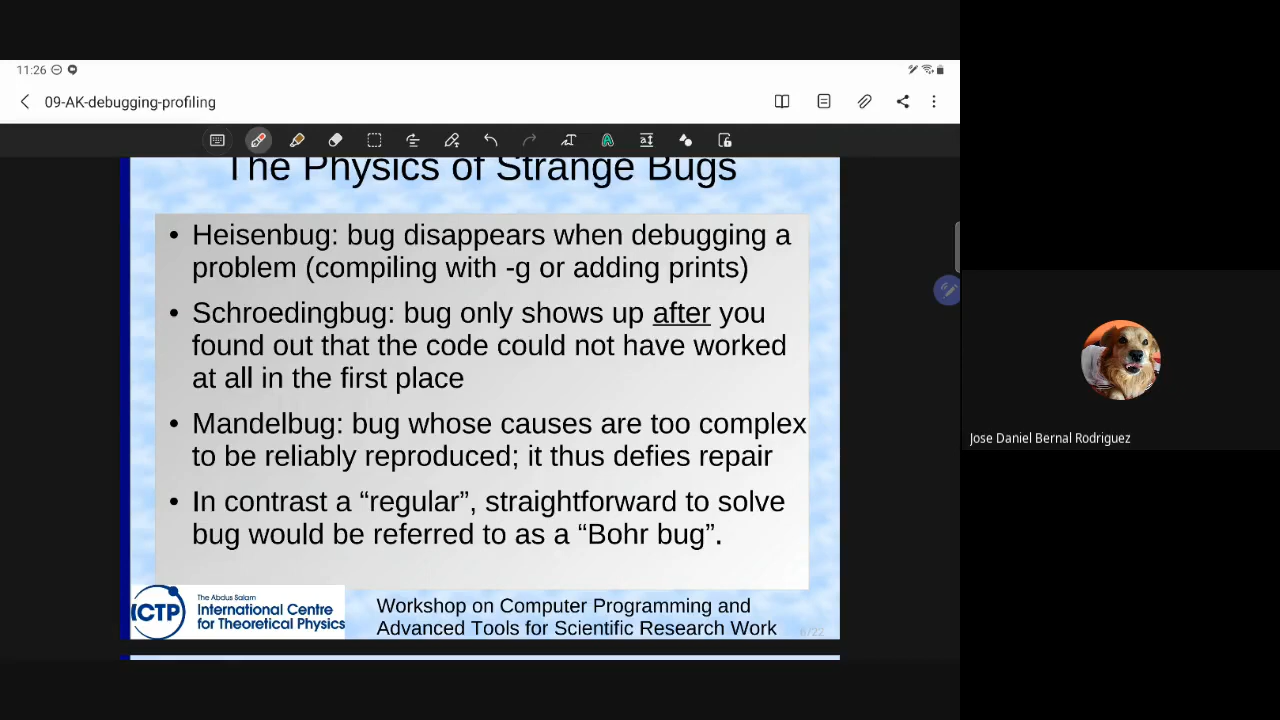 11:26
09-AK-debugging-profiling
The Physics of Strange Bugs
• Heisenbug: bug disappears when debugging a
problem (compiling with -g or adding prints)
• Schroedingbug: bug only shows up after you
found out that the code could not have worked
at all in the first place
• Mandelbug: bug whose causes are too complex
to be reliably reproduced; it thus defies repair
• In contrast a “regular”, straightforward to solve
bug would be referred to as a “Bohr bug”.
ICTP
The Abdus Salam
International Centre
for Theoretical Physics
Workshop on Computer Programming and
Advanced Tools for Scientific Research Work
6/22
Jose Daniel Bernal Rodriguez